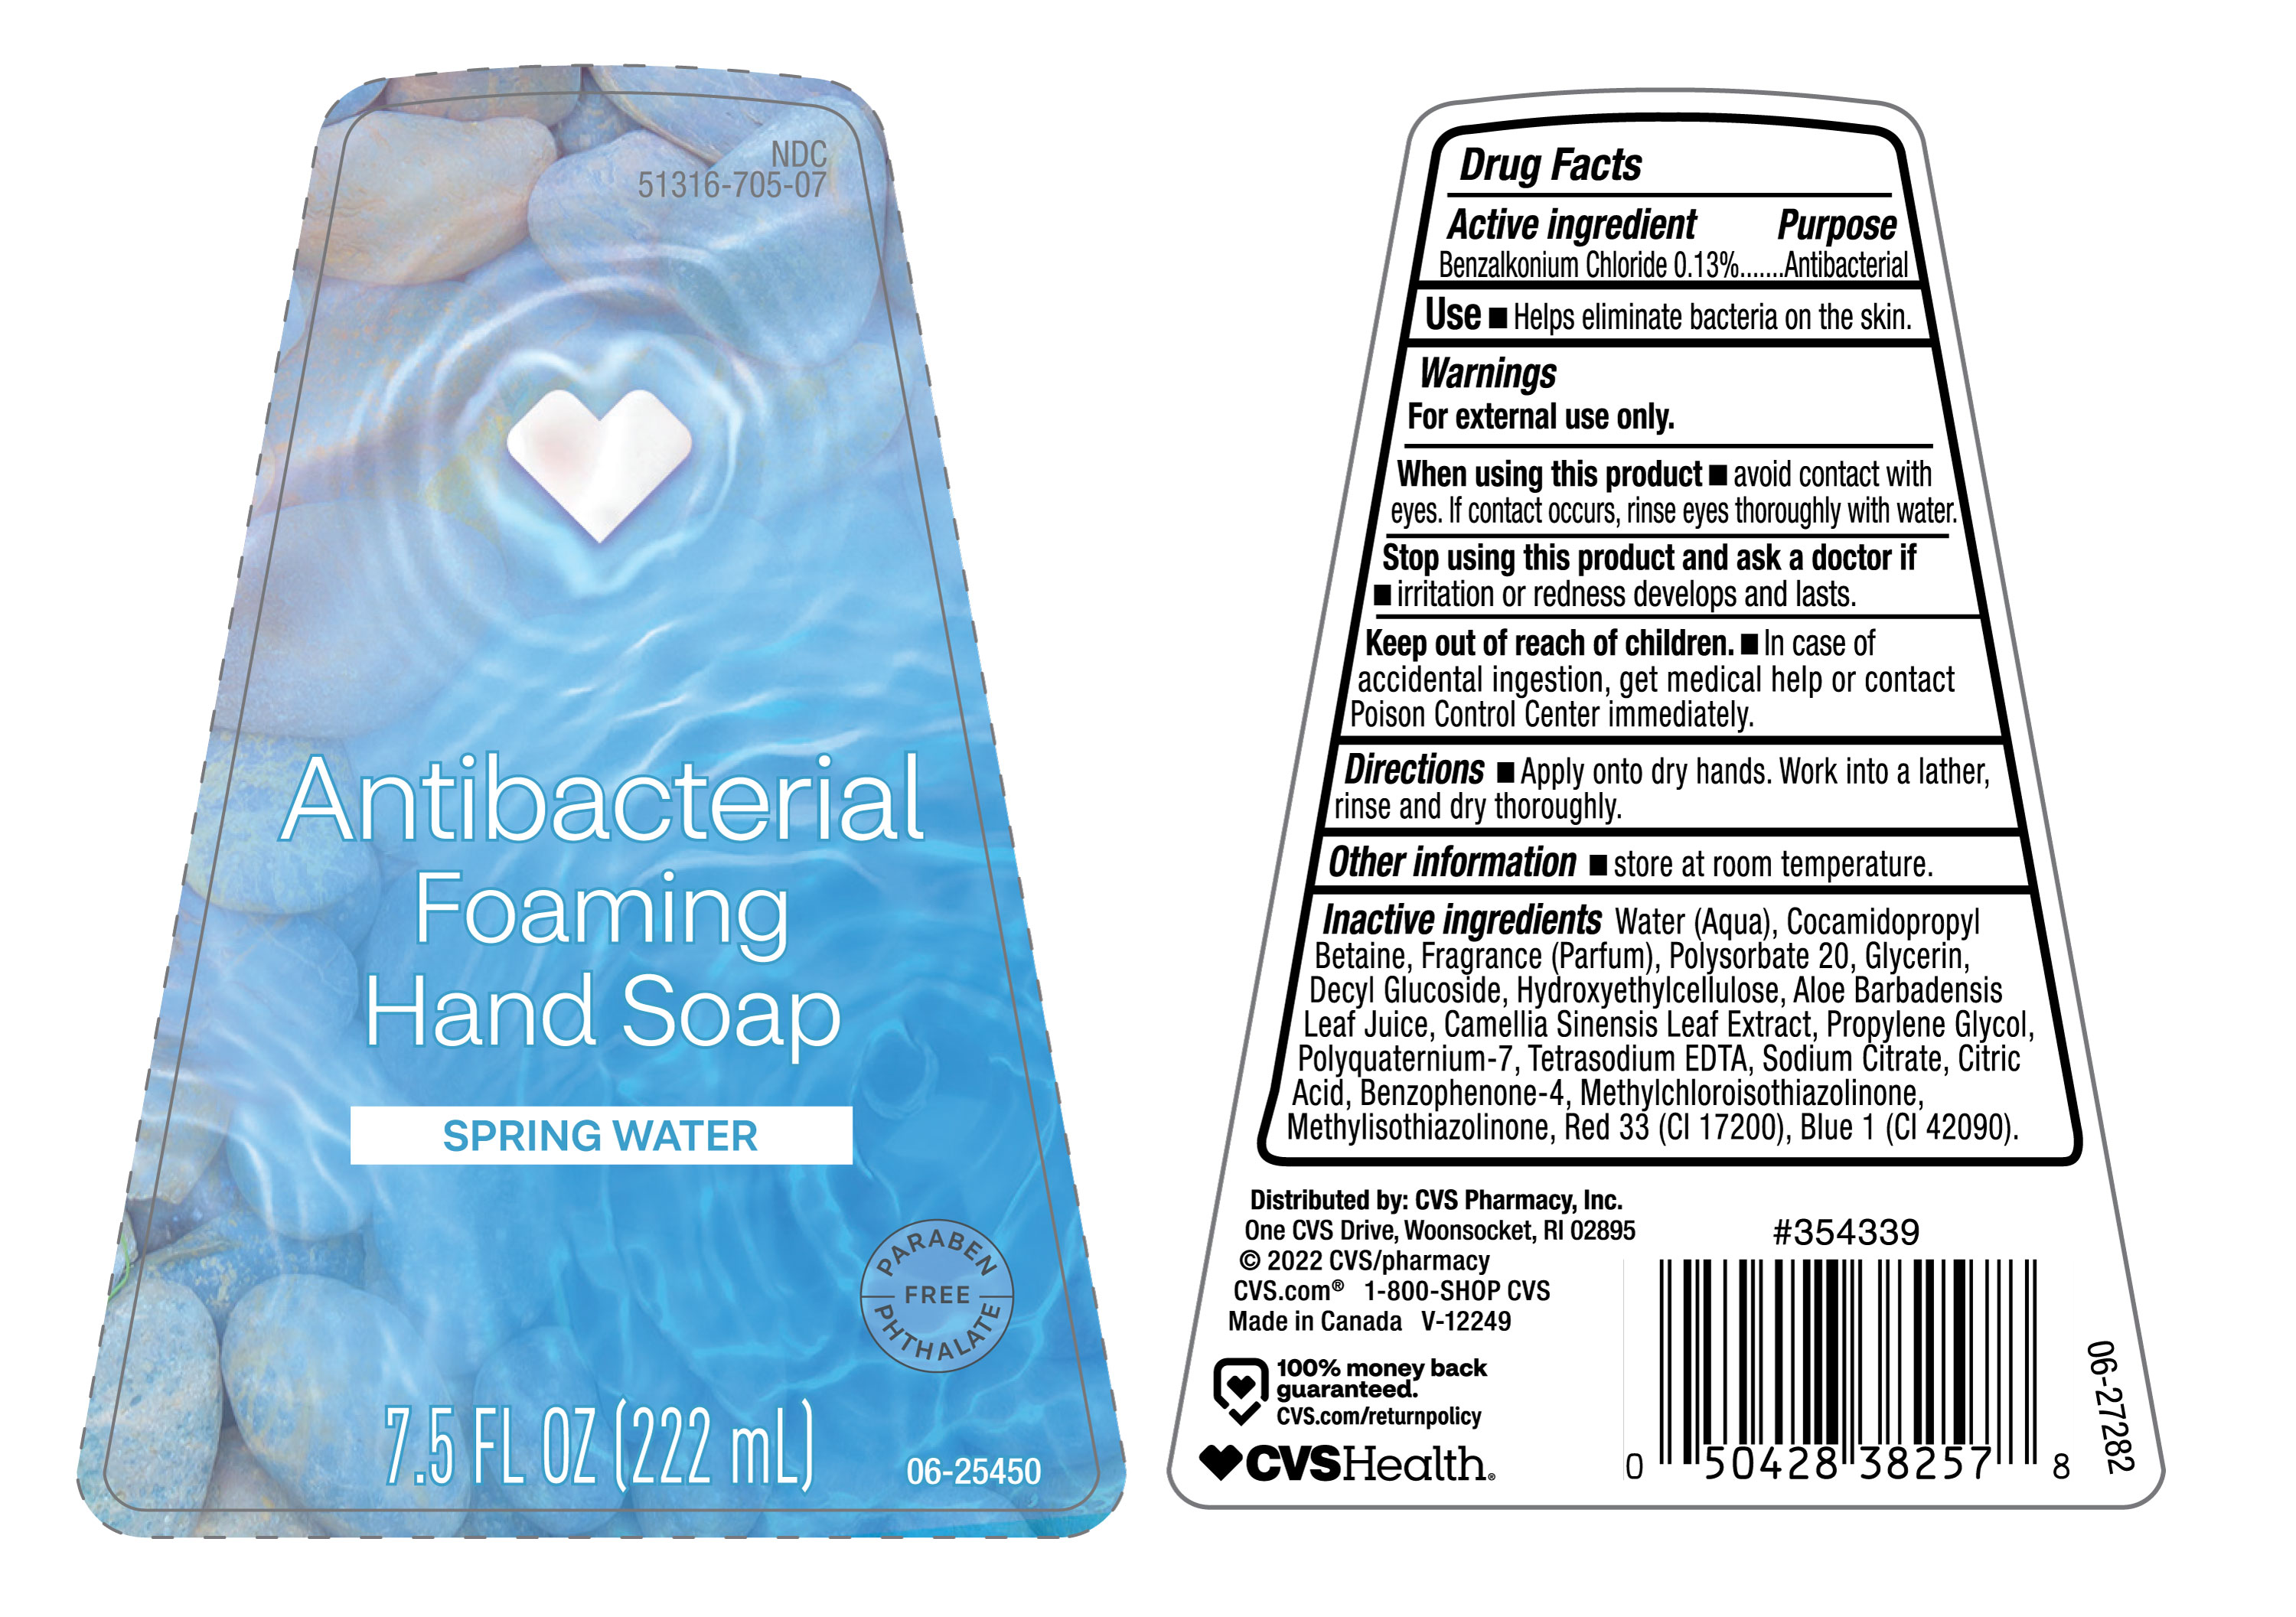 NDC
51316-705-07
Antibacterial
Foaming
Hand Soap
SPRING WATER
PARABEN
FREE
PHTHALATE
7.5 FL OZ (222 mL)
06-25450
Drug Facts
Active ingredient Purpose
Benzalkonium Chloride 0.13%.......Antibacterial
Use ■ Helps eliminate bacteria on the skin.
Warnings
For external use only.
When using this product ■ avoid contact with
eyes. If contact occurs, rinse eyes thoroughly with water.
Stop using this product and ask a doctor if
■ irritation or redness develops and lasts.
Keep out of reach of children. ■ In case of
accidental ingestion, get medical help or contact
Poison Control Center immediately.
Directions ■ Apply onto dry hands. Work into a lather,
rinse and dry thoroughly.
Other information ■ store at room temperature.
Inactive ingredients Water (Aqua), Cocamidopropyl
Betaine, Fragrance (Parfum), Polysorbate 20, Glycerin,
Decyl Glucoside, Hydroxyethylcellulose, Aloe Barbadensis
Leaf Juice, Camellia Sinensis Leaf Extract, Propylene Glycol,
Polyquaternium-7, Tetrasodium EDTA, Sodium Citrate, Citric
Acid, Benzophenone-4, Methylchloroisothiazolinone,
Methylisothiazolinone, Red 33 (CI 17200), Blue 1 (CI 42090).
Distributed by: CVS Pharmacy, Inc.
One CVS Drive, Woonsocket, RI 02895
© 2022 CVS/pharmacy
CVS.com® 1-800-SHOP CVS
Made in Canada V-12249
100% money back
guaranteed.
CVS.com/returnpolicy
CVSHealth®
#354339
0 50428 38257 8
06-27282